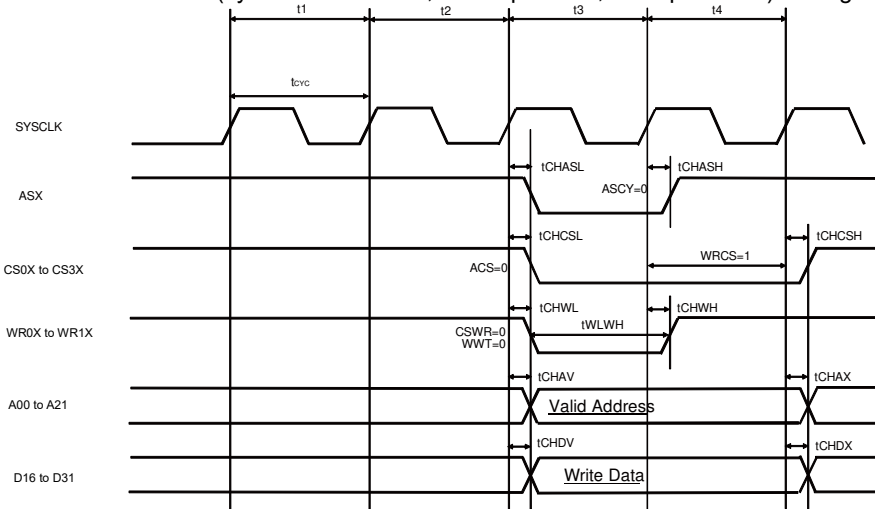 t1 t2 t3 t4
tCYC
SYSCLK
tCHASL tCHASH
ASX
ASCY=0
tCHCSL tCHCSH
CS0X to CS3X
ACS=0
WRCS=1
tCHWL tCHWH
WR0X to WR1X
CSWR=0
WWT=0
tWLWH
tCHAV tCHAX
A00 to A21
Valid Address
tCHDV tCHDX
D16 to D31
Write Data